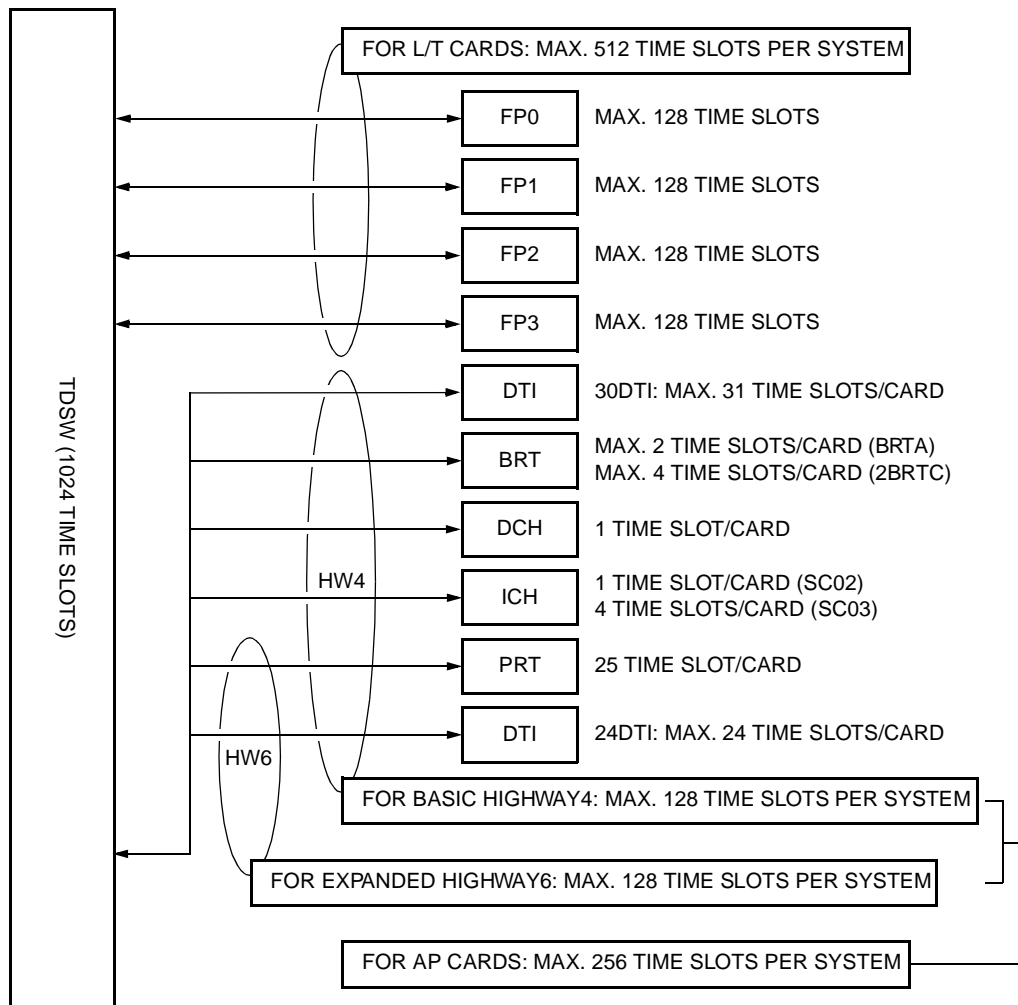 FOR L/T CARDS: MAX. 512 TIME SLOTS PER SYSTEM
FP0 MAX. 128 TIME SLOTS
FP1 MAX. 128 TIME SLOTS
FP2 MAX. 128 TIME SLOTS
FP3 MAX. 128 TIME SLOTS
TDSW (1024 TIME SLOTS)
DTI 30DTI: MAX. 31 TIME SLOTS/CARD
BRT MAX. 2 TIME SLOTS/CARD (BRTA)
MAX. 4 TIME SLOTS/CARD (2BRTC)
DCH 1 TIME SLOT/CARD
HW4
ICH 1 TIME SLOT/CARD (SC02)
4 TIME SLOTS/CARD (SC03)
PRT 25 TIME SLOT/CARD
DTI 24DTI: MAX. 24 TIME SLOTS/CARD
HW6
FOR BASIC HIGHWAY4: MAX. 128 TIME SLOTS PER SYSTEM
FOR EXPANDED HIGHWAY6: MAX. 128 TIME SLOTS PER SYSTEM
FOR AP CARDS: MAX. 256 TIME SLOTS PER SYSTEM